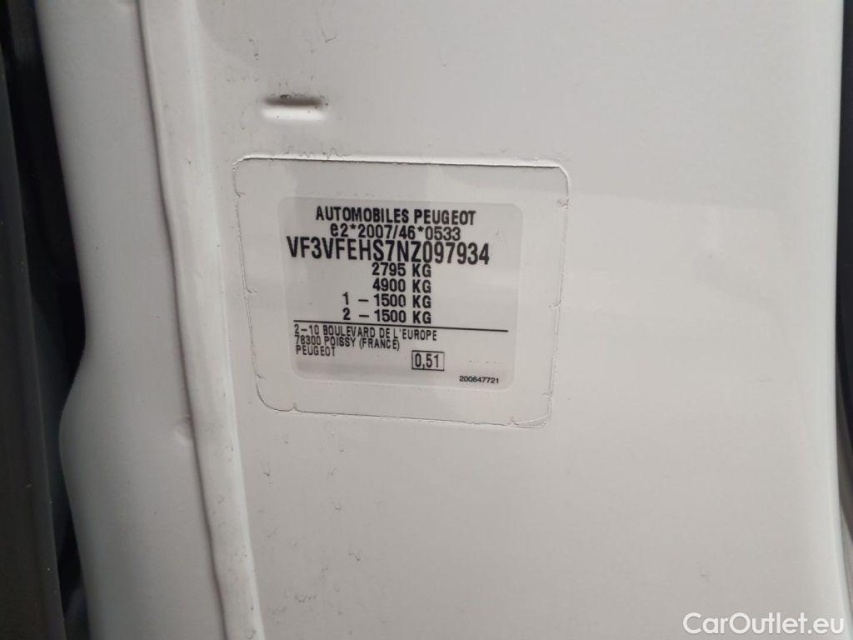 AUTOMOBILES PEUGEOT
e2*2007/46*0533
VF3VFEHS7NZ097934
2795 KG
4900 KG
1 - 1500 KG
2 - 1500 KG
2-10 BOULEVARD DE L'EUROPE
78300 POISSY (FRANCE)
PEUGEOT
0,51
200647721
CarOutlet.eu